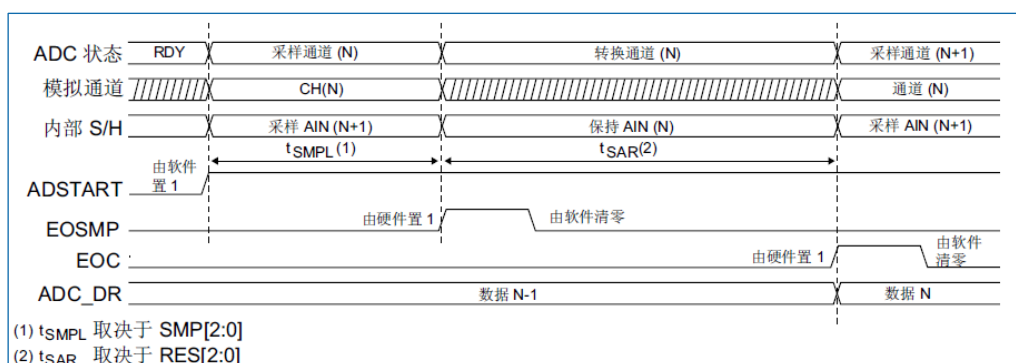 ADC 状态 RDY 采样通道 (N) 转换通道 (N) 采样通道 (N+1)
模拟通道 CH(N) 通道 (N)
内部 S/H 采样 AIN (N+1) 保持 AIN (N) 采样 AIN (N+1)
tSMPL(1) tSAR(2)
由软件
置 1
ADSTART
由硬件置 1 由软件清零
EOSMP
由硬件置 1 由软件
清零
EOC
ADC_DR 数据 N-1 数据 N
(1) tSMPL 取决于 SMP[2:0]
(2) tSAR 取决于 RES[2:0]